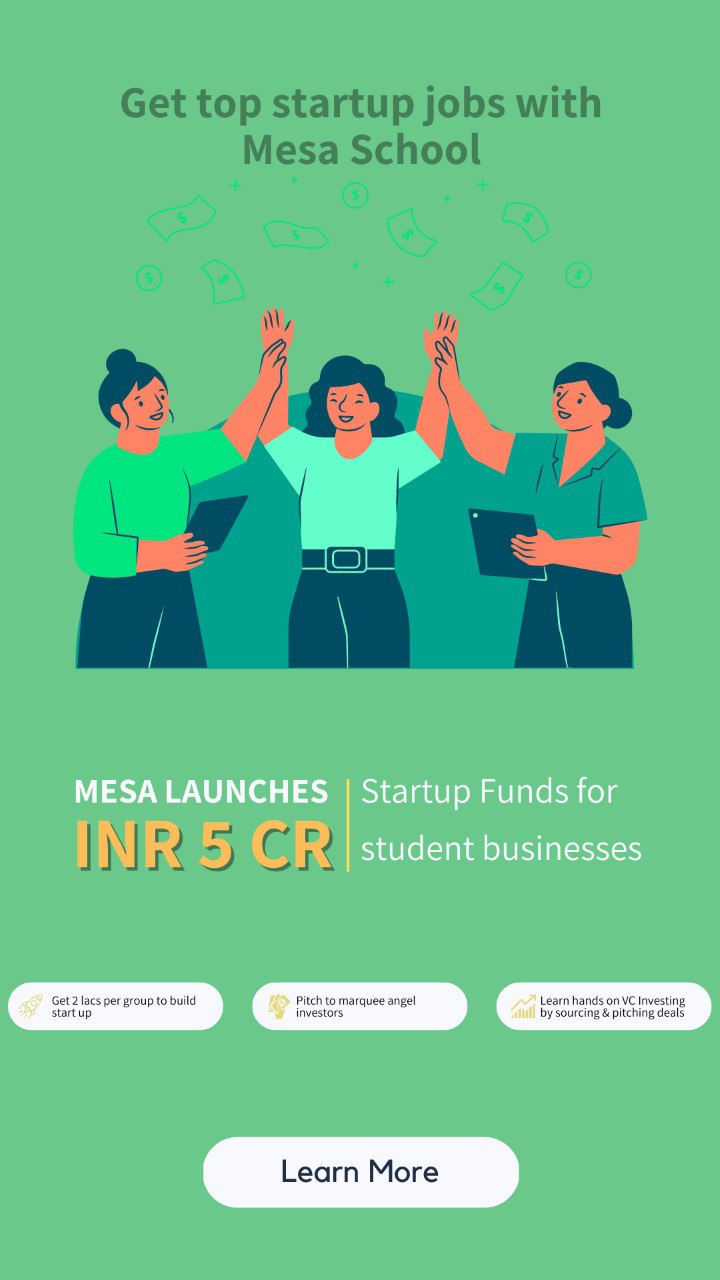 Get top startup jobs with
Mesa School
MESA LAUNCHES
INR 5 CR
Startup Funds for
student businesses
Get 2 lacs per group to build
start up
Pitch to marquee angel
investors
Learn hands on VC Investing
by sourcing & pitching deals
Learn More